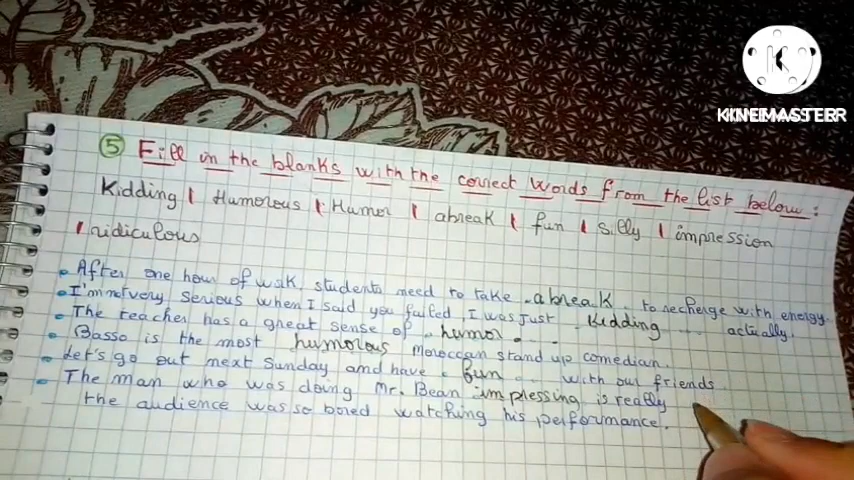 KINEMASTER
5 Fill in the blanks with the correct words from the list below:
Kidding | Humorous | Humor | abreak | fun | silly | impression
| ridiculous
• After one hour of wok, students need to take .abreak. to recherge with energy.
• I'm not very serious when I said you failed. I was Just . Kidding .... actually.
• The teacher has a great sense of .humor....
• Basso is the most humorous Moroccan stand up comedian.
• Let's go out next Sunday and have . fun ... with our friends
• The man who was doing Mr. Bean impressing is really
the audience was so bored watching his performance.